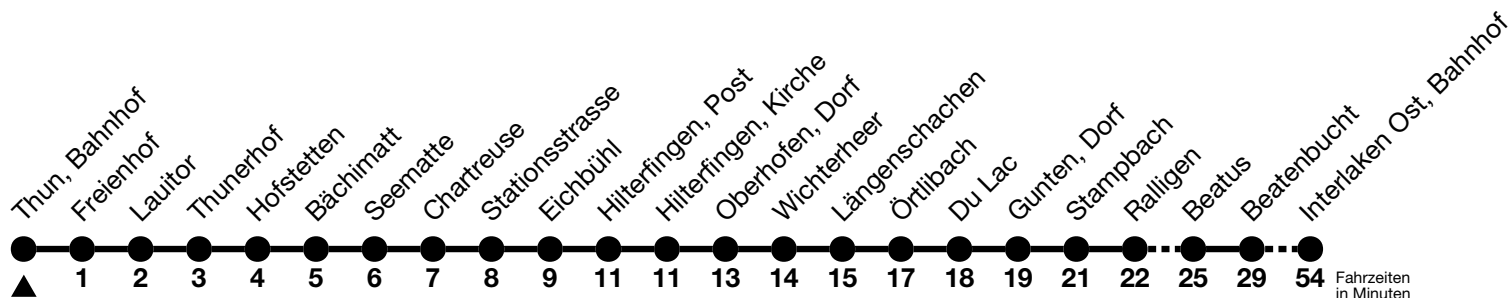 Thun, Bahnhof
Freienhof
Lauitor
Thunerhof
Hofstetten
Bächimatt
Seematte
Chartreuse
Stationsstrasse
Eichbühl
Hilterfingen, Post
Hilterfingen, Kirche
Oberhofen, Dorf
Wichterheer
Längenschachen
Örtlibach
Du Lac
Gunten, Dorf
Stampbach
Ralligen
Beatus
Beatenbucht
Interlaken Ost, Bahnhof
1 2 3 4 5 6 7 8 9 11 11 13 14 15 17 18 19 21 22 25 29 54 Fahrzeiten
in Minuten